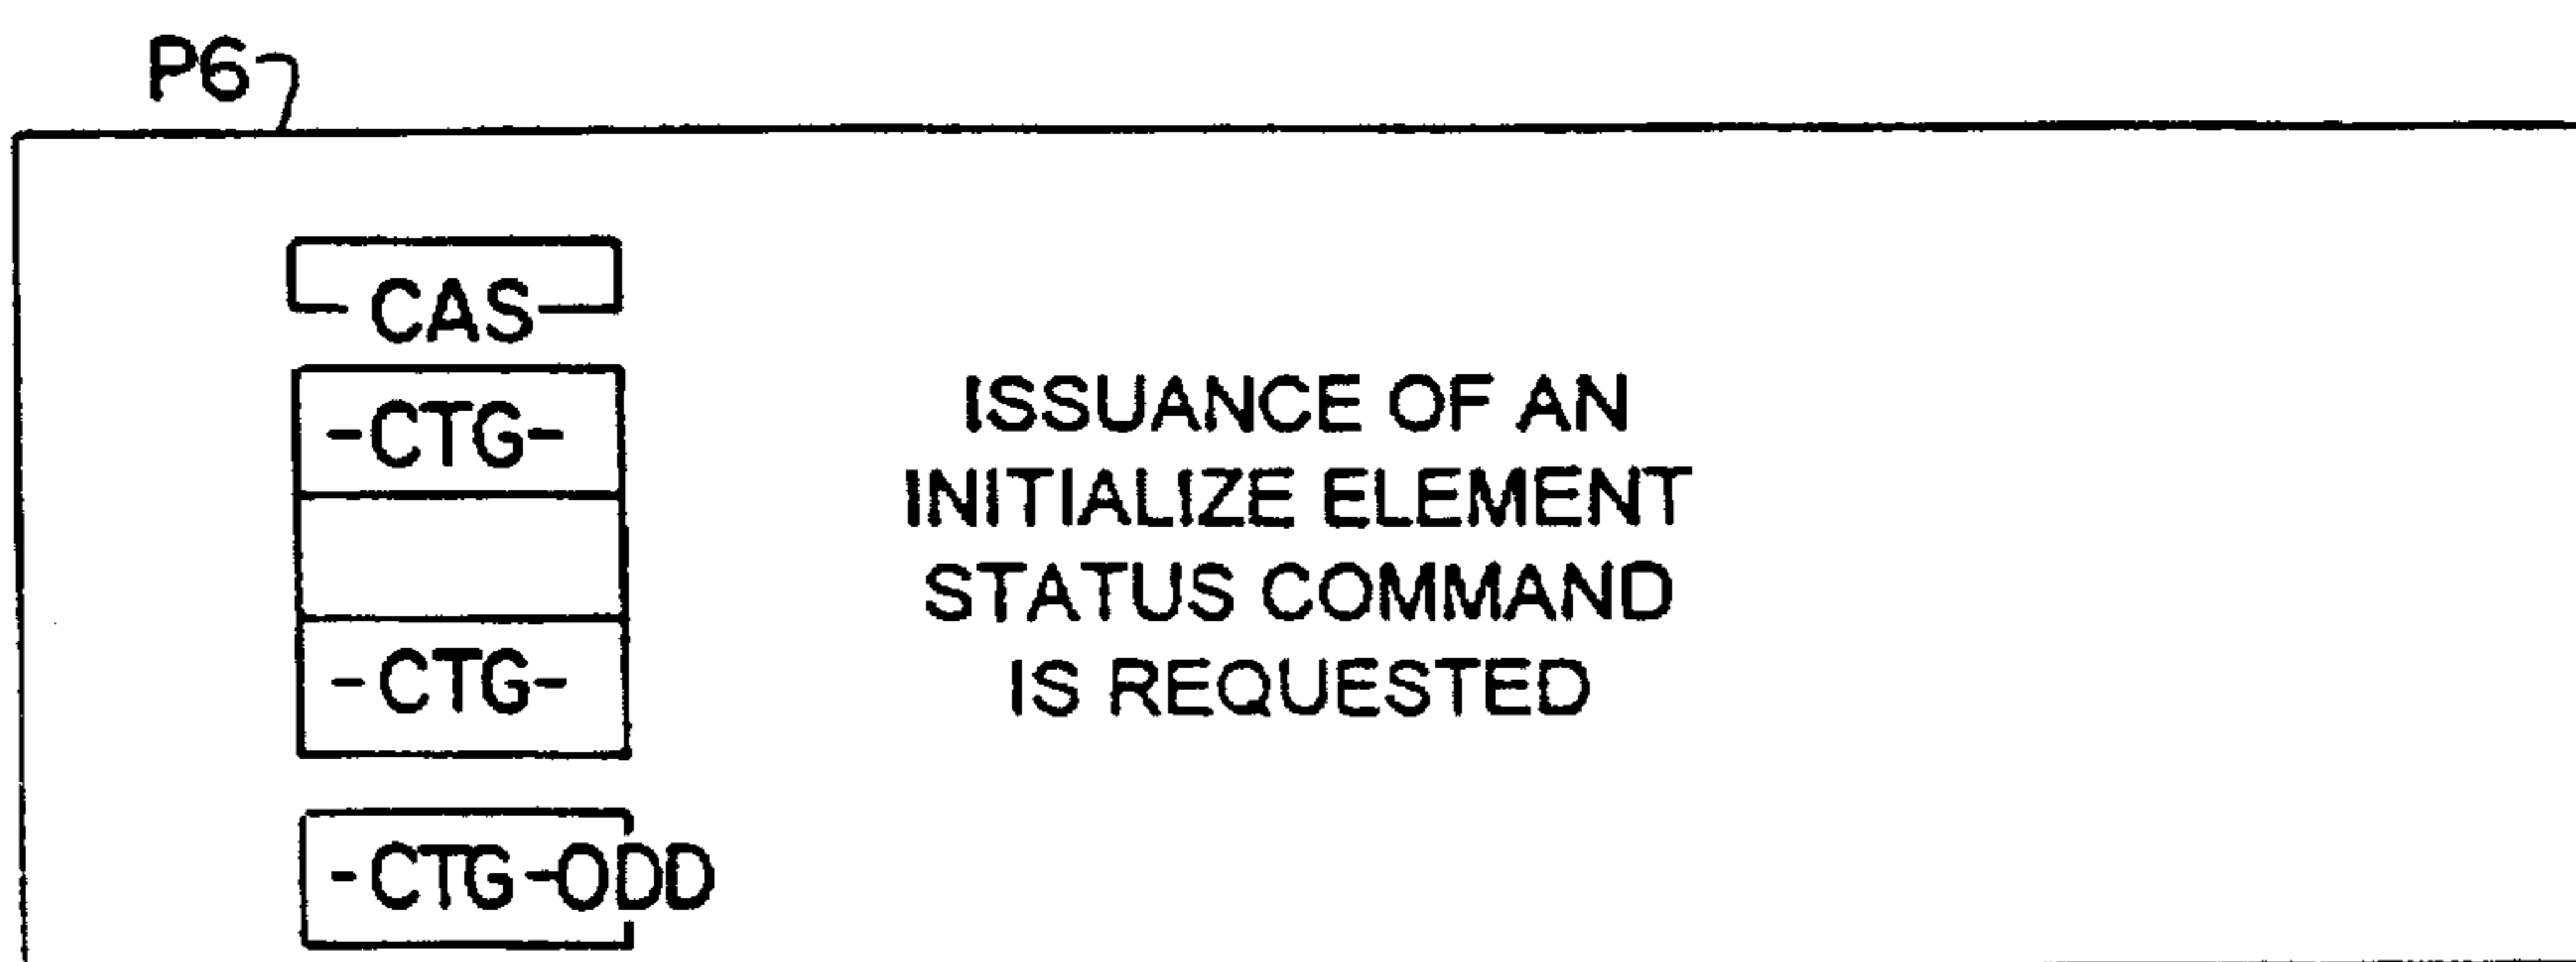 P6
CAS
-CTG-
-CTG-
-CTG-ODD
ISSUANCE OF AN
INITIALIZE ELEMENT
STATUS COMMAND
IS REQUESTED